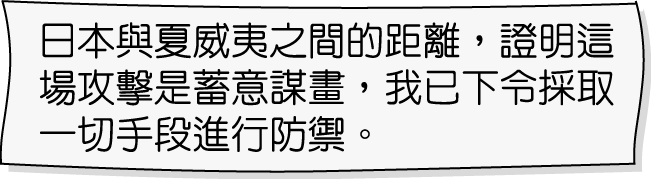 日本與夏威夷之間的距離，證明這
場攻擊是蓄意謀畫，我已下令採取
一切手段進行防禦。